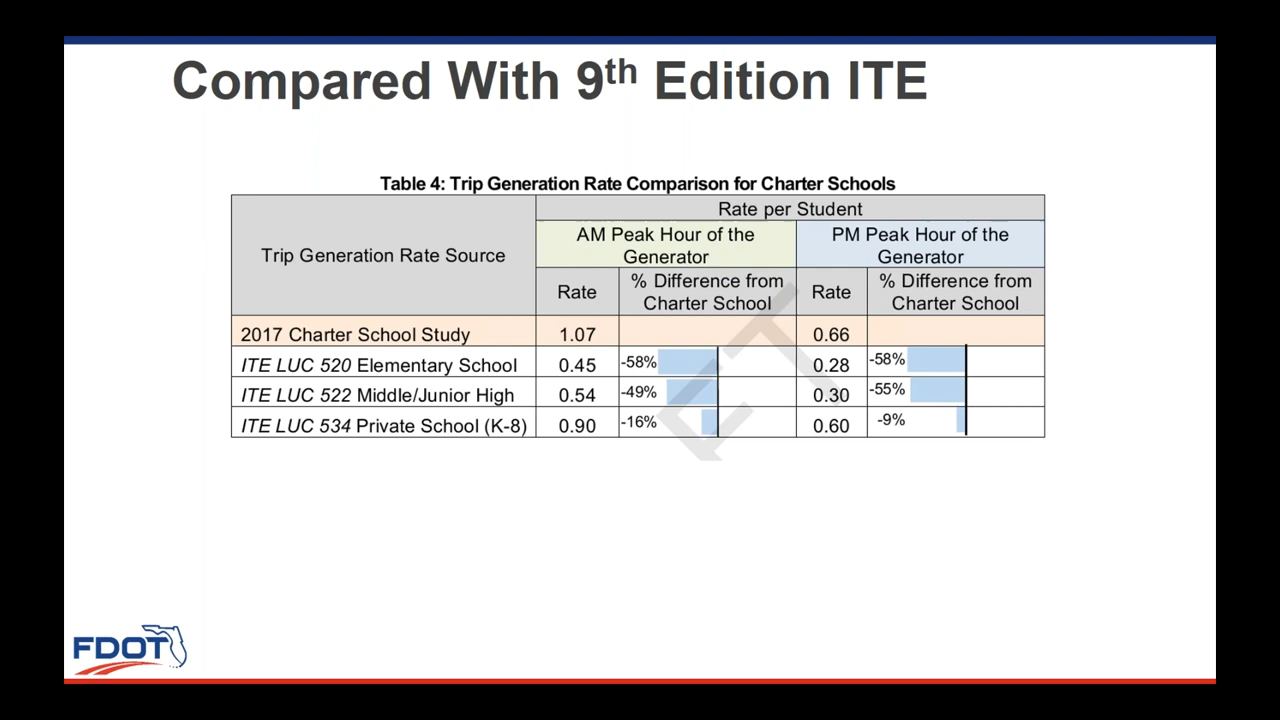 Compared With 9th Edition ITE
Table 4: Trip Generation Rate Comparison for Charter Schools
Trip Generation Rate Source
Rate per Student
AM Peak Hour of the
Generator
PM Peak Hour of the
Generator
Rate
% Difference from
Charter School
Rate
% Difference from
Charter School
2017 Charter School Study 1.07 0.66
ITE LUC 520 Elementary School 0.45 -58% 0.28 -58%
ITE LUC 522 Middle/Junior High 0.54 -49% 0.30 -55%
ITE LUC 534 Private School (K-8) 0.90 -16% 0.60 -9%
FDOT